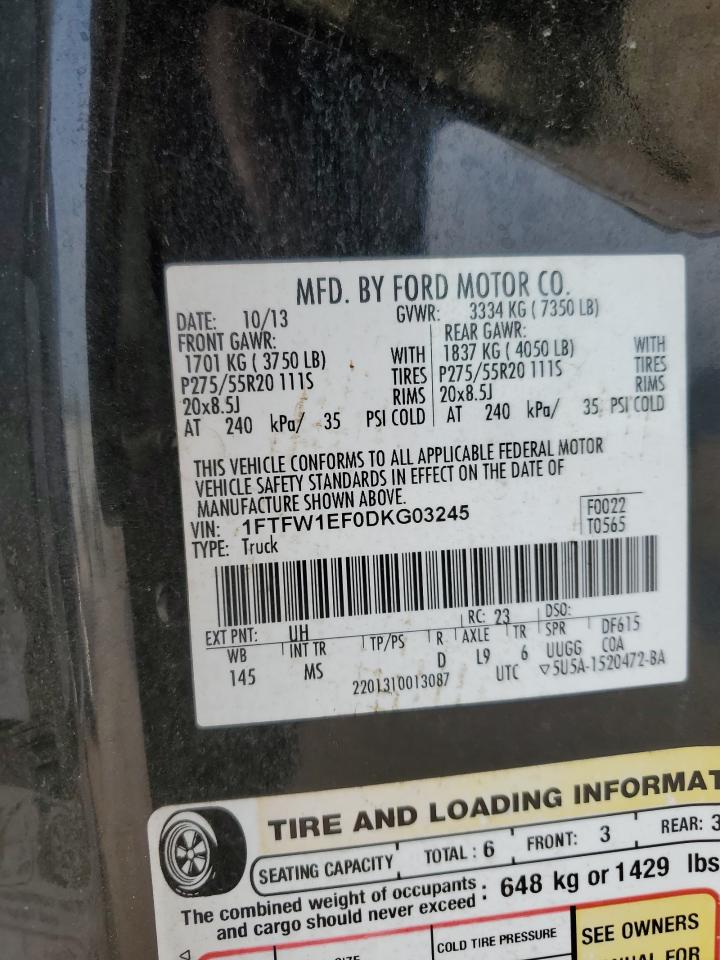 MFD. BY FORD MOTOR CO.
DATE: 10/13 GVWR: 3334 KG ( 7350 LB)
FRONT GAWR: REAR GAWR:
1701 KG ( 3750 LB) WITH 1837 KG ( 4050 LB) WITH
P275/55R20 111S TIRES P275/55R20 111S TIRES
20x8.5J RIMS 20x8.5J RIMS
AT 240 kPa/ 35 PSI COLD AT 240 kPa/ 35 PSI COLD
THIS VEHICLE CONFORMS TO ALL APPLICABLE FEDERAL MOTOR
VEHICLE SAFETY STANDARDS IN EFFECT ON THE DATE OF
MANUFACTURE SHOWN ABOVE.
VIN: 1FTFW1EF0DKG03245 F0022
TYPE: Truck T0565
EXT PNT: UH RC: 23 DSO:
WB INT TR TP/PS R AXLE TR SPR DF615
145 MS D L9 6 UUGG COA
2201310013087 UTC ▽5U5A-1520472-BA
TIRE AND LOADING INFORMAT
SEATING CAPACITY TOTAL : 6 FRONT: 3 REAR: 3
The combined weight of occupants
and cargo should never exceed : 648 kg or 1429 lbs
COLD TIRE PRESSURE SEE OWNERS
FOR